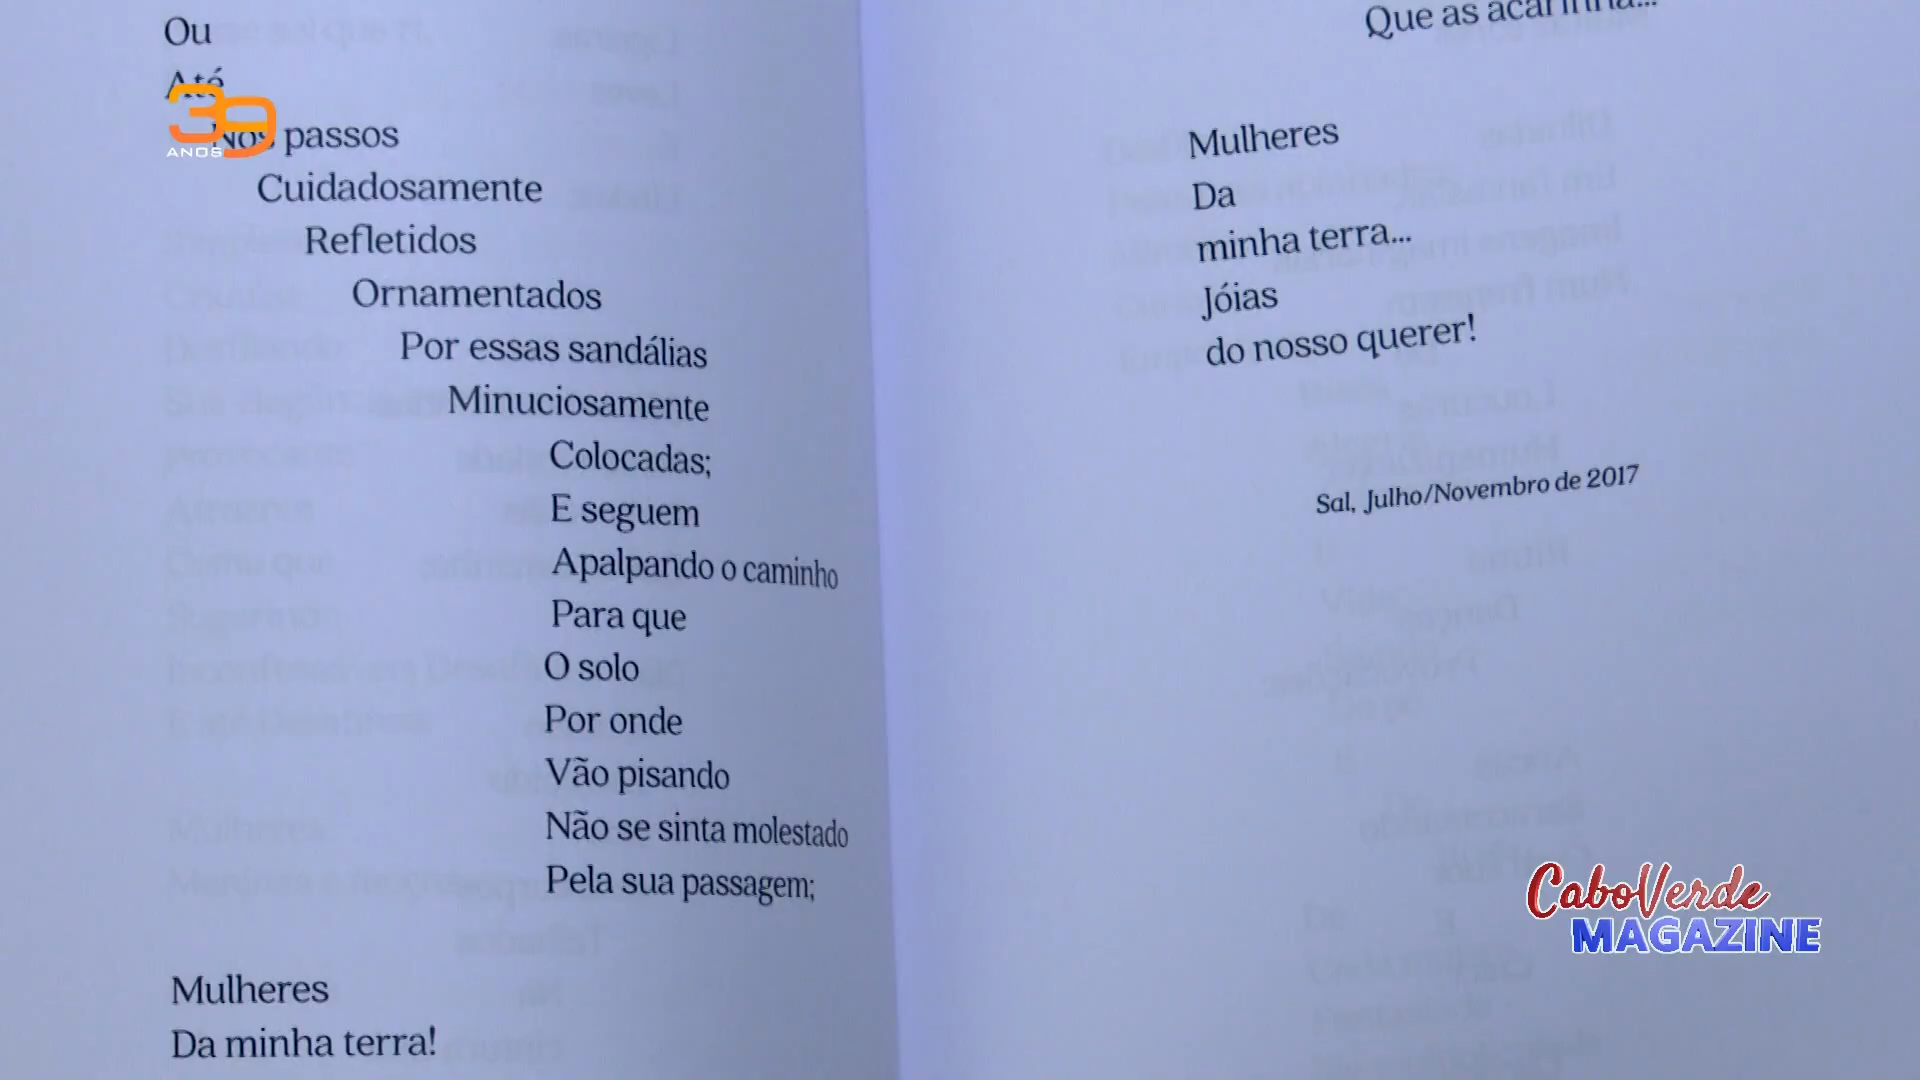 Ou
Até
Nos passos
Cuidadosamente
Refletidos
Ornamentados
Por essas sandálias
Minuciosamente
Colocadas;
E seguem
Apalpando o caminho
Para que
O solo
Por onde
Vão pisando
Não se sinta molestado
Pela sua passagem;
Mulheres
Da minha terra!
Que as acarinha...
Mulheres
Da
minha terra...
Jóias
do nosso querer!
Sal, Julho/Novembro de 2017
39
ANOS
CaboVerde
MAGAZINE